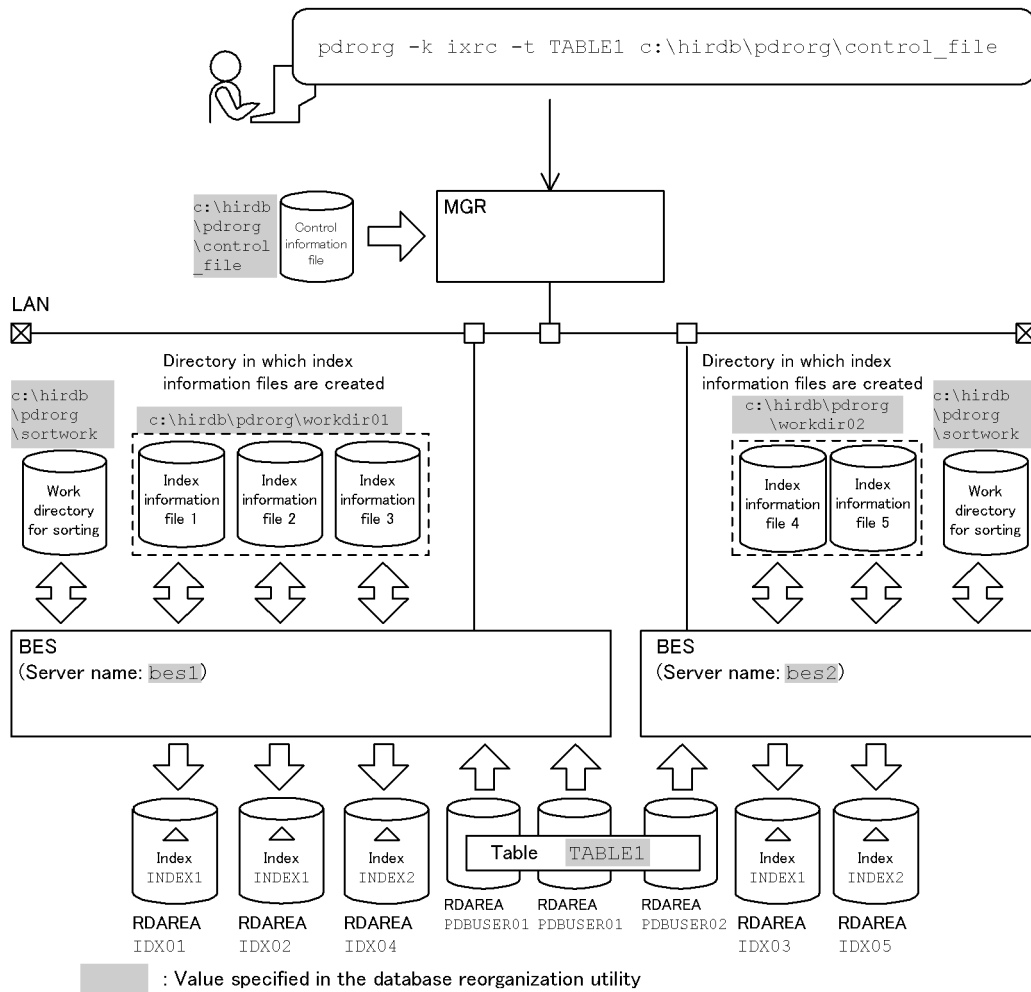 pdrorg -k ixrc -t TABLE1 c:\hirdb\pdrorg\control_file
c:\hirdb
\pdrorg
\control
_file
Control
information
file
MGR
LAN
Directory in which index
information files are created
Directory in which index
information files are created
c:\hirdb
\pdrorg
\sortwork
c:\hirdb\pdrorg\workdir01
c:\hirdb\pdrorg
\workdir02
c:\hirdb
\pdrorg
\sortwork
Work
directory
for sorting
Index
information
file 1
Index
information
file 2
Index
information
file 3
Index
information
file 4
Index
information
file 5
Work
directory
for sorting
BES
(Server name: bes1)
BES
(Server name: bes2)
Index
INDEX1
Index
INDEX1
Index
INDEX2
Table TABLE1
Index
INDEX1
Index
INDEX2
RDAREA
IDX01
RDAREA
IDX02
RDAREA
IDX04
RDAREA
PDBUSER01
RDAREA
PDBUSER01
RDAREA
PDBUSER02
RDAREA
IDX03
RDAREA
IDX05
: Value specified in the database reorganization utility